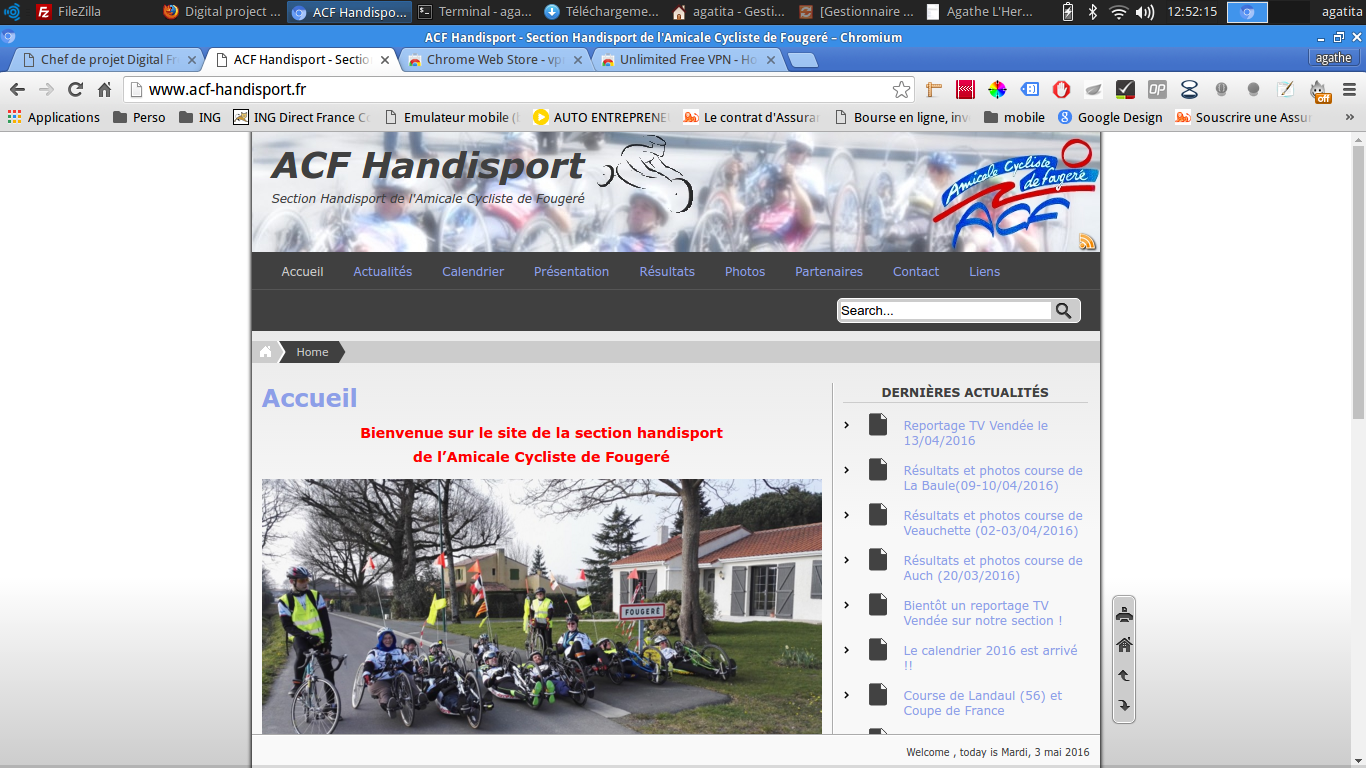 FileZilla
Digital project ...
ACF Handispo...
Terminal - aga...
Téléchargeme...
agatita - Gesti...
[Gestionnaire ...
Agathe L'Her...
12:52:15
agatita
ACF Handisport - Section Handisport de l'Amicale Cycliste de Fougeré – Chromium
Chef de projet Digital Fr
ACF Handisport - Sectio
Chrome Web Store - vp
Unlimited Free VPN - Ho
agathe
www.acf-handisport.fr
OP
off
Applications
Perso
ING
ING Direct France C
Emulateur mobile (
AUTO ENTREPRENE
Le contrat d'Assura
Bourse en ligne, inv
mobile
Google Design
Souscrire une Assu
»
ACF Handisport
Section Handisport de l'Amicale Cycliste de Fougeré
Amicale Cycliste
de Fougeré
ACF
Accueil
Actualités
Calendrier
Présentation
Résultats
Photos
Partenaires
Contact
Liens
Search...
Home
Accueil
Bienvenue sur le site de la section handisport
de l’Amicale Cycliste de Fougeré
FOUGERÉ
DERNIÈRES ACTUALITÉS
Reportage TV Vendée le
13/04/2016
Résultats et photos course de
La Baule(09-10/04/2016)
Résultats et photos course de
Veauchette (02-03/04/2016)
Résultats et photos course de
Auch (20/03/2016)
Bientôt un reportage TV
Vendée sur notre section !
Le calendrier 2016 est arrivé
!!
Course de Landaul (56) et
Coupe de France
Welcome , today is Mardi, 3 mai 2016